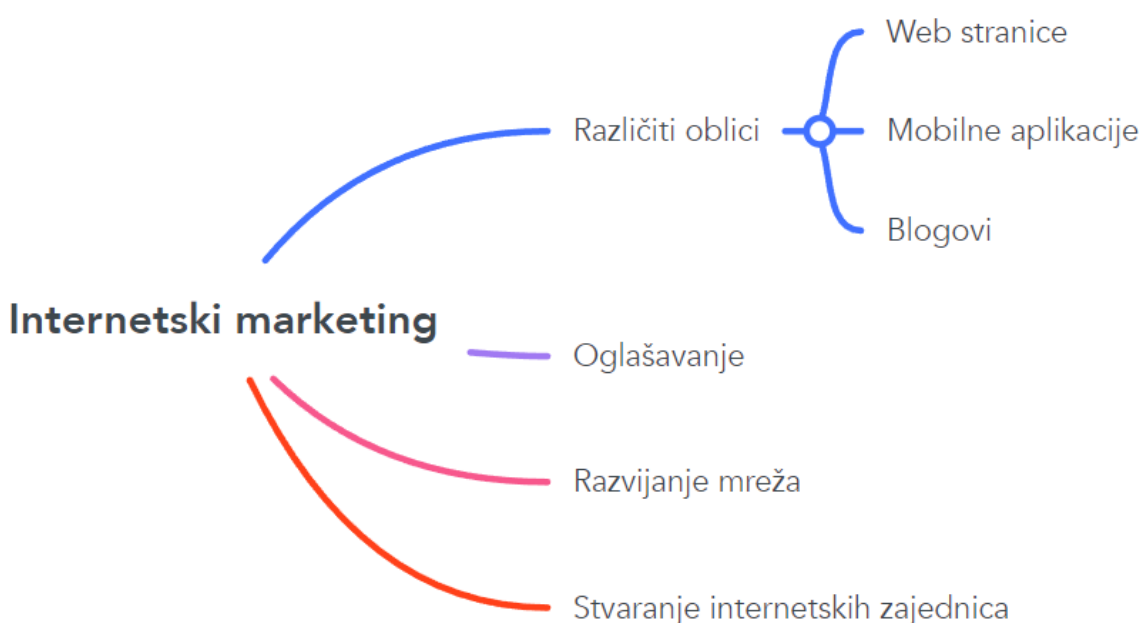 Internetski marketing
Različiti oblici
Web stranice
Mobilne aplikacije
Blogovi
Oglašavanje
Razvijanje mreža
Stvaranje internetskih zajednica